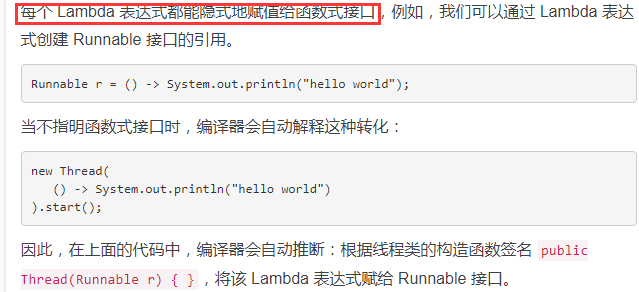 每个 Lambda 表达式都能隐式地赋值给函数式接口，例如，我们可以通过 Lambda 表达
式创建 Runnable 接口的引用。
Runnable r = () -> System.out.println("hello world");
当不指明函数式接口时，编译器会自动解释这种转化：
new Thread(
   () -> System.out.println("hello world")
).start();
因此，在上面的代码中，编译器会自动推断：根据线程类的构造函数签名 public
Thread(Runnable r) { }，将该 Lambda 表达式赋给 Runnable 接口。